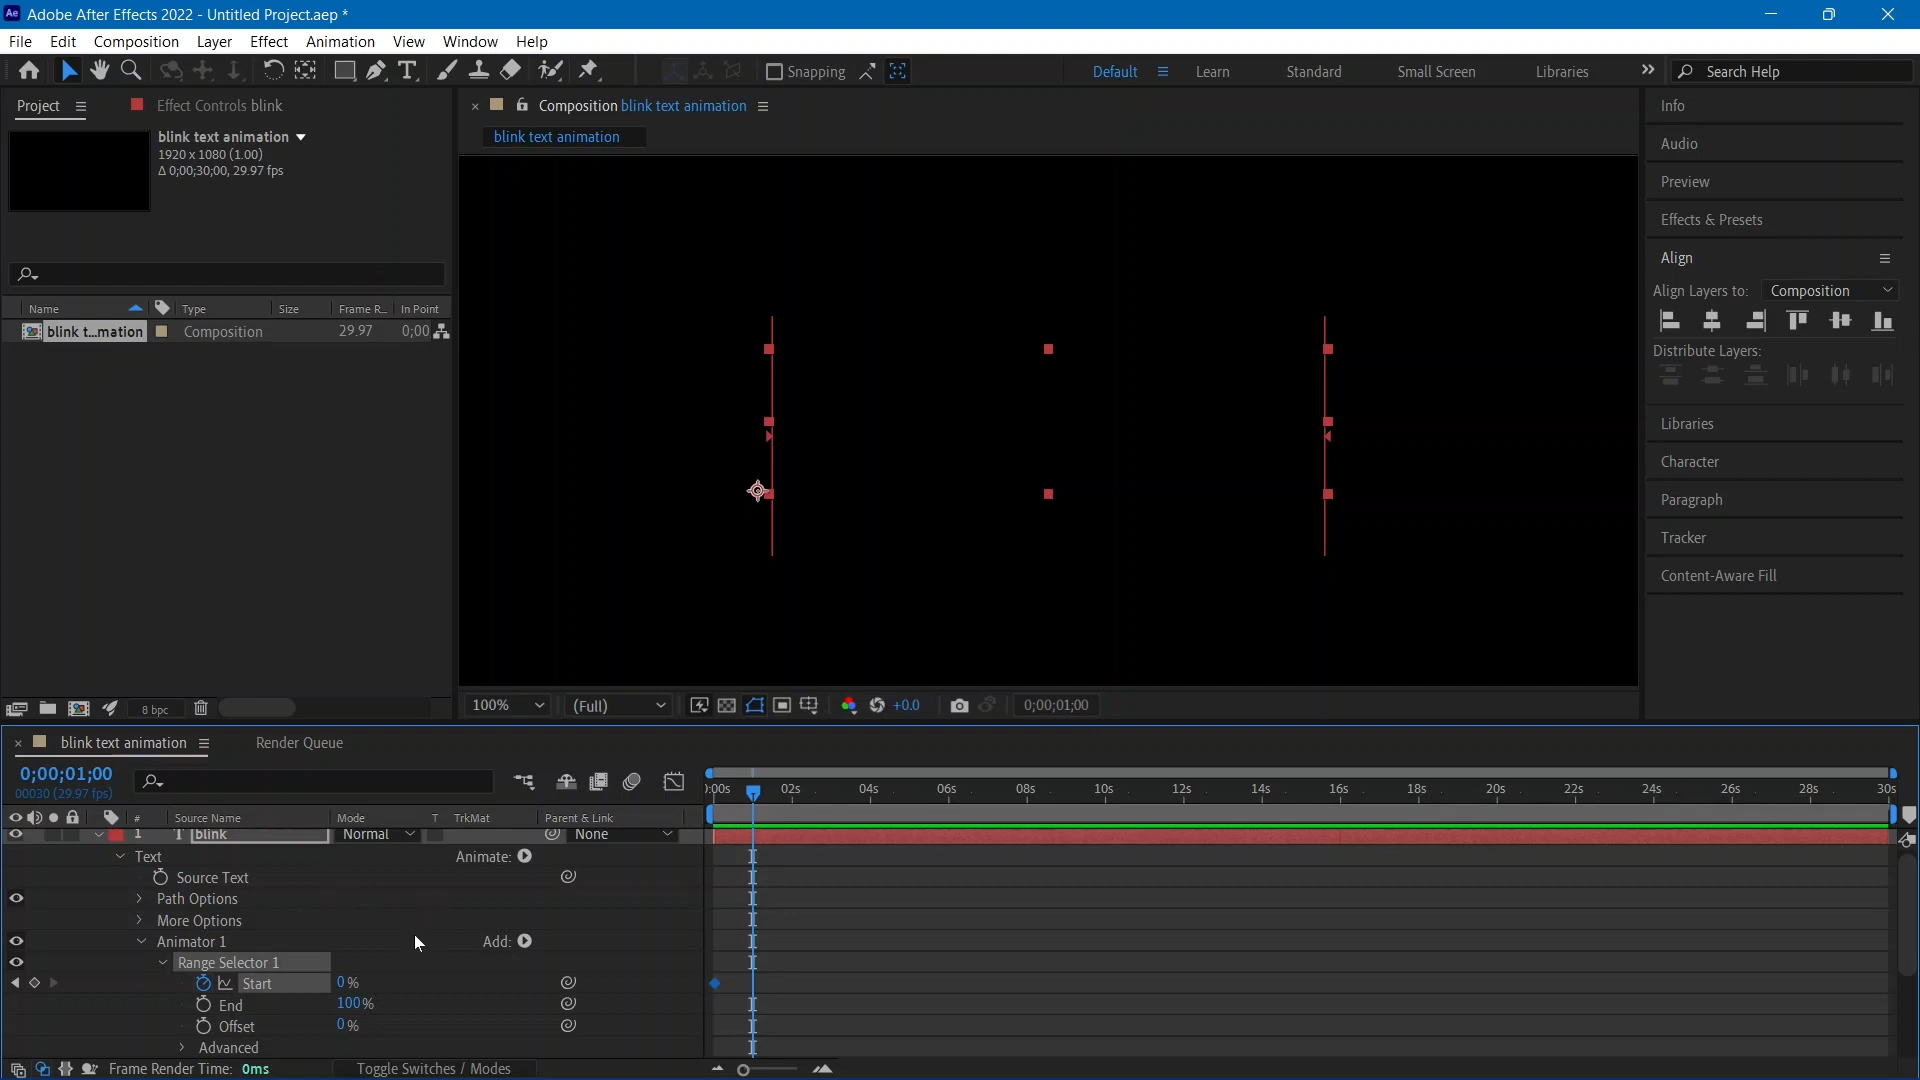 Ae Adobe After Effects 2022 - Untitled Project.aep *
File Edit Composition Layer Effect Animation View Window Help
Snapping Default Learn Standard Small Screen Libraries Search Help
Project Effect Controls blink
Composition blink text animation
blink text animation
blink text animation
1920 x 1080 (1.00)
Δ 0;00;30;00, 29.97 fps
Name Type Size Frame R... In Point
blink t...mation Composition 29.97 0;00
8 bpc
100% (Full) +0.0 0;00;01;00
Info
Audio
Preview
Effects & Presets
Align
Align Layers to: Composition
Distribute Layers:
Libraries
Character
Paragraph
Tracker
Content-Aware Fill
blink text animation Render Queue
0;00;01;00
00030 (29.97 fps)
):00s 02s 04s 06s 08s 10s 12s 14s 16s 18s 20s 22s 24s 26s 28s 30s
# Source Name Mode T TrkMat Parent & Link
1 T blink Normal None
Text Animate:
Source Text
Path Options
More Options
Animator 1 Add:
Range Selector 1
Start 0%
End 100%
Offset 0%
Advanced
Frame Render Time: 0ms Toggle Switches / Modes